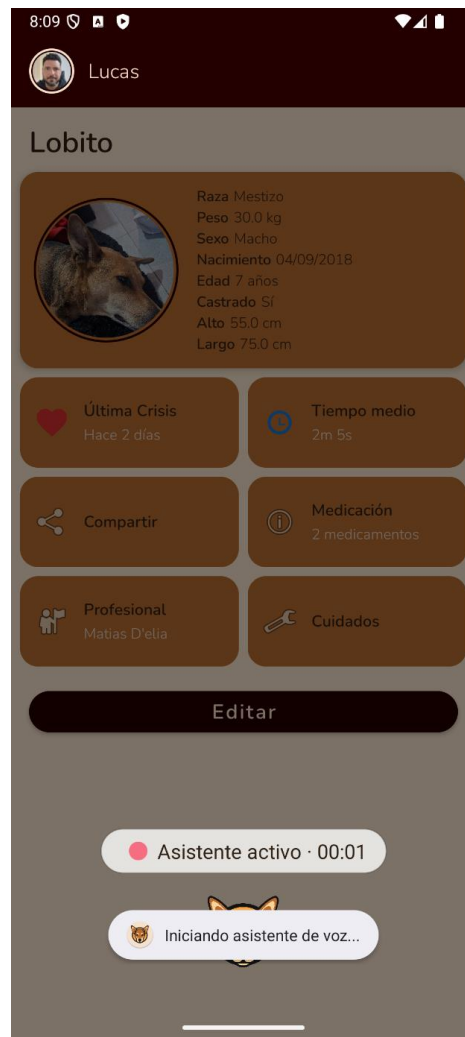 8:09
Lucas
Lobito
Raza Mestizo
Peso 30.0 kg
Sexo Macho
Nacimiento 04/09/2018
Edad 7 años
Castrado Sí
Alto 55.0 cm
Largo 75.0 cm
Última Crisis
Hace 2 días
Tiempo medio
2m 5s
Compartir
Medicación
2 medicamentos
Profesional
Matias D'elia
Cuidados
Editar
Asistente activo · 00:01
Iniciando asistente de voz...